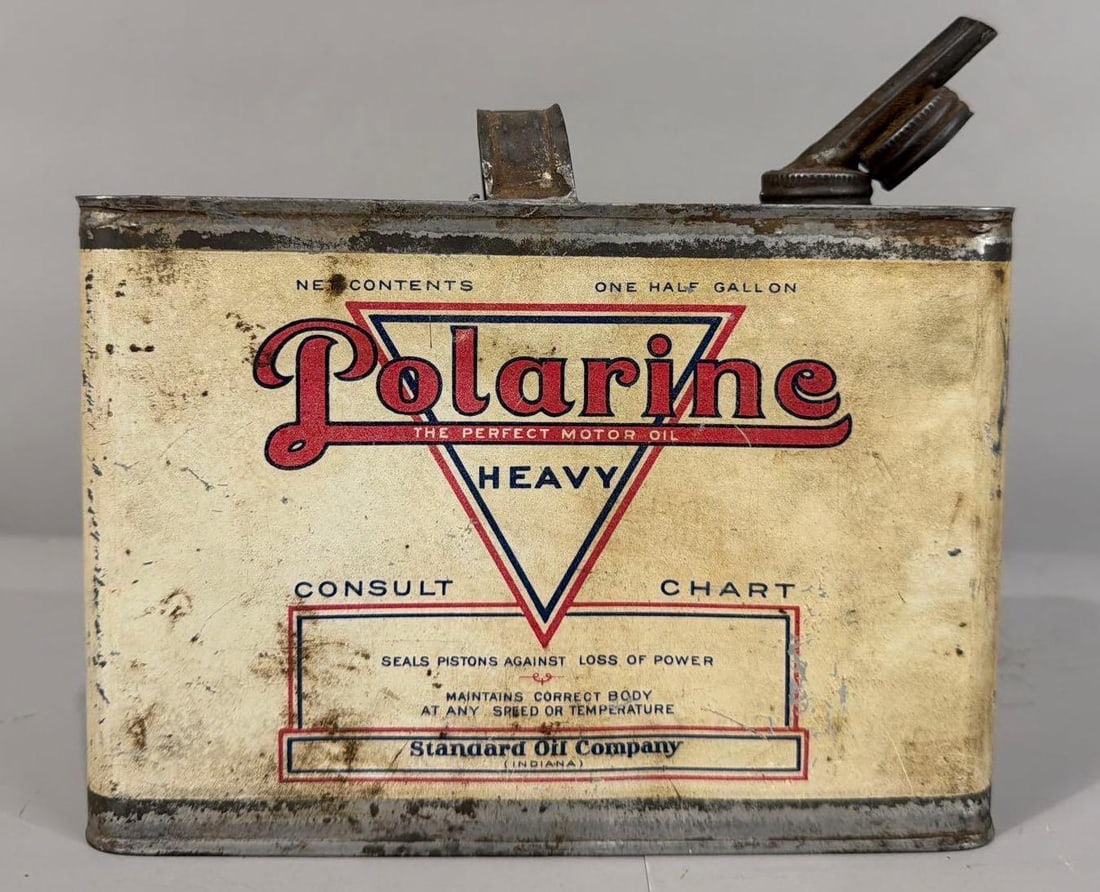 NET CONTENTS ONE HALF GALLON
Polarine
THE PERFECT MOTOR OIL
HEAVY
CONSULT CHART
SEALS PISTONS AGAINST LOSS OF POWER
MAINTAINS CORRECT BODY
AT ANY SPEED OR TEMPERATURE
Standard Oil Company
(INDIANA)